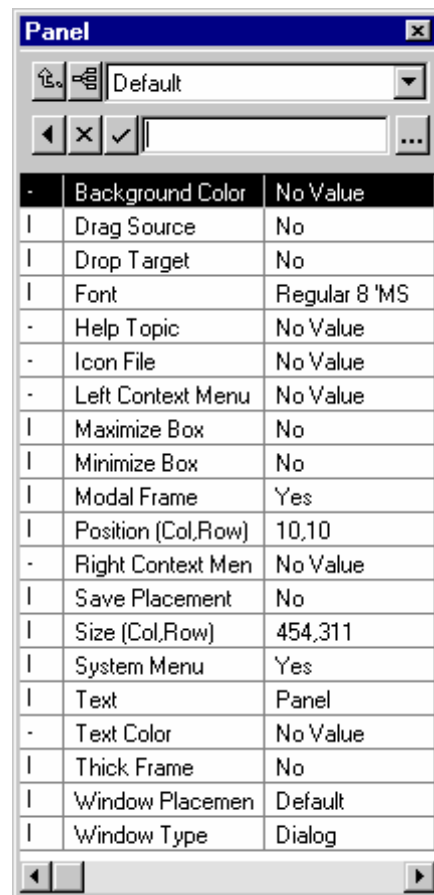 Panel
Default
...
- Background Color No Value
I Drag Source No
I Drop Target No
I Font Regular 8 'MS
- Help Topic No Value
- Icon File No Value
- Left Context Menu No Value
I Maximize Box No
I Minimize Box No
I Modal Frame Yes
I Position (Col,Row) 10,10
- Right Context Men No Value
I Save Placement No
I Size (Col,Row) 454,311
I System Menu Yes
I Text Panel
- Text Color No Value
I Thick Frame No
I Window Placemen Default
I Window Type Dialog